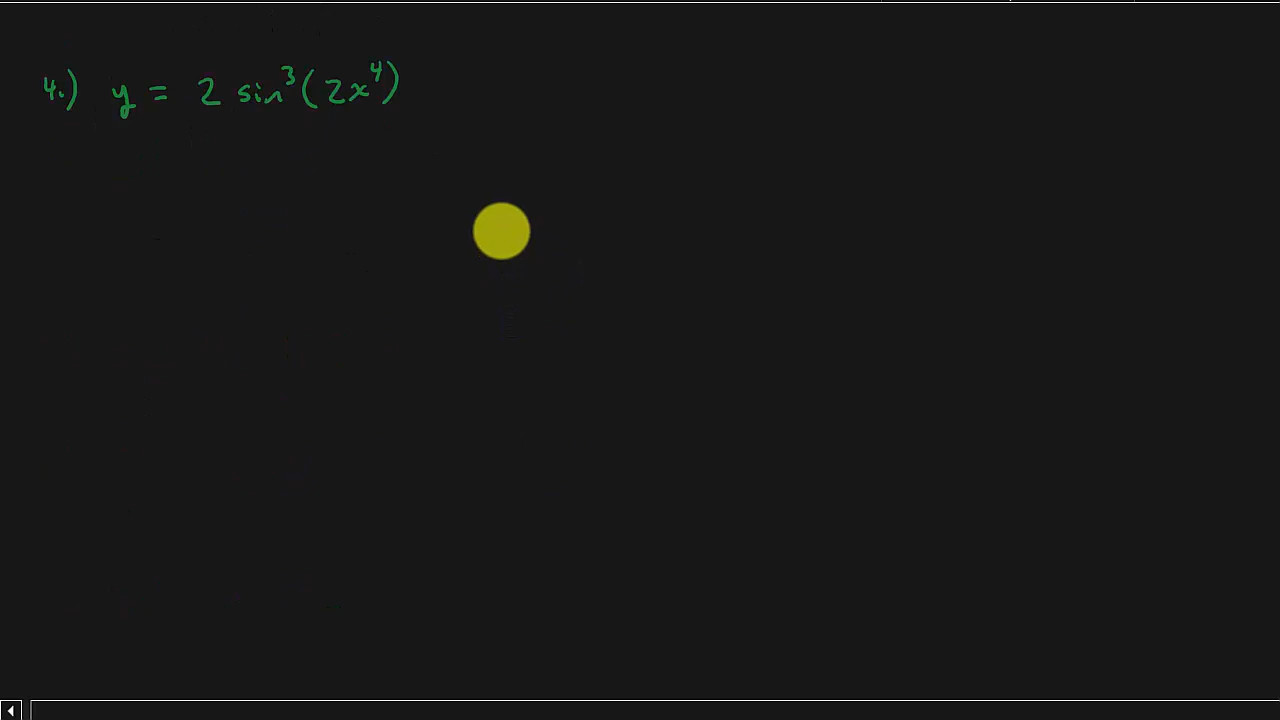 4.) y = 2 sin³(2x⁴)